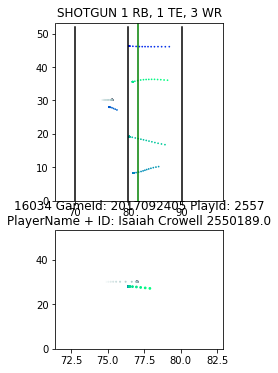 SHOTGUN 1 RB, 1 TE, 3 WR
50
40
30
20
10
0
70 80 90
16034 GameId: 2017092405 PlayId: 2557
PlayerName + ID: Isaiah Crowell 2550189.0
40
20
0
72.5 75.0 77.5 80.0 82.5